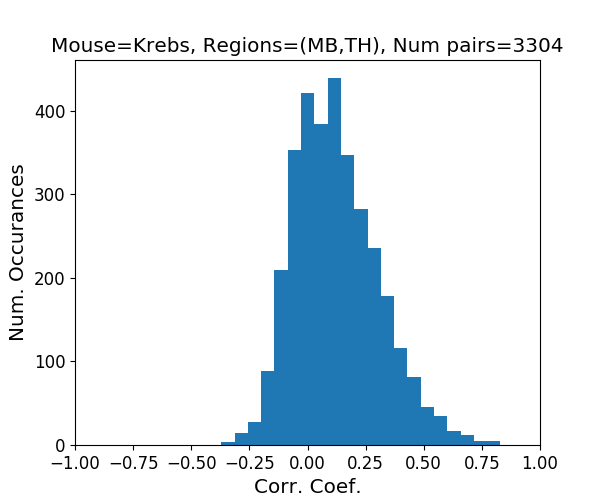 Mouse=Krebs, Regions=(MB,TH), Num pairs=3304
Num. Occurances
400
300
200
100
0
−1.00 −0.75 −0.50 −0.25 0.00 0.25 0.50 0.75 1.00
Corr. Coef.